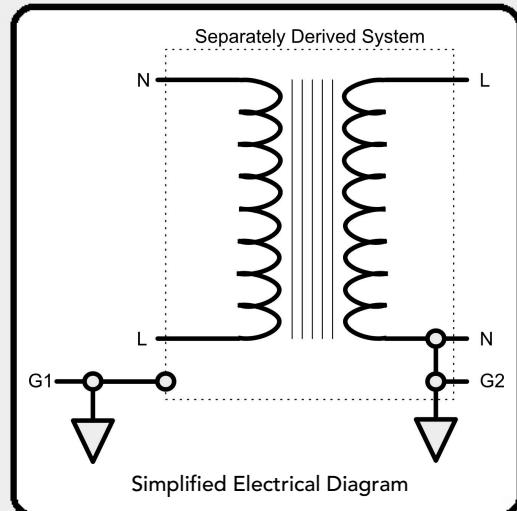 Separately Derived System
N L
L N
G1 G2
Simplified Electrical Diagram